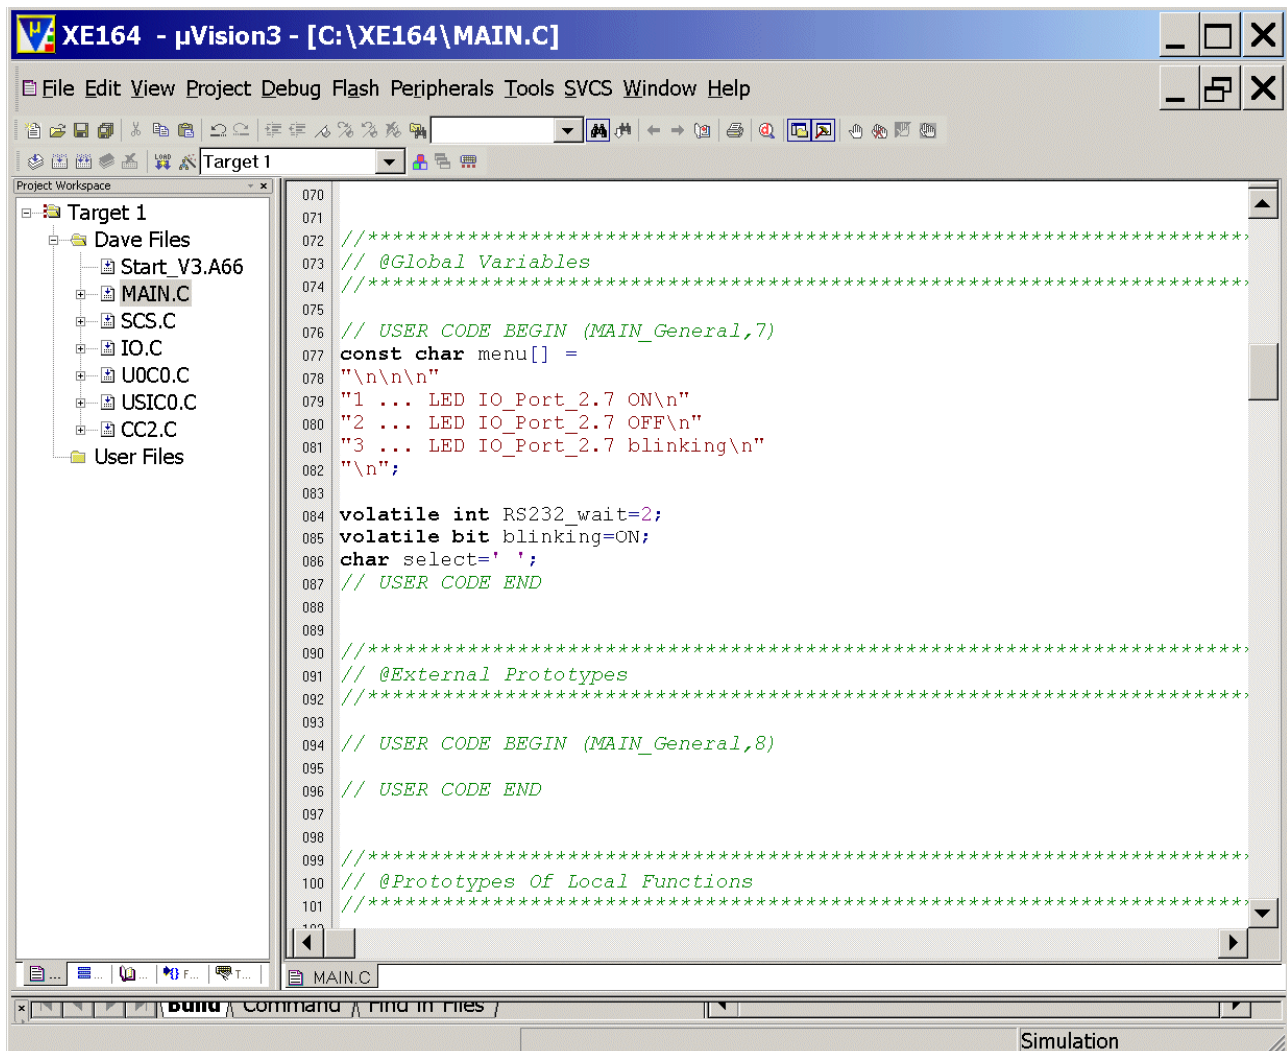 XE164 - µVision3 - [C:\XE164\MAIN.C]
File Edit View Project Debug Flash Peripherals Tools SVCS Window Help
LOAD Target 1
Project Workspace
Target 1
Dave Files
Start_V3.A66
MAIN.C
SCS.C
IO.C
U0C0.C
USIC0.C
CC2.C
User Files
070
071
072 //***********************************************************************
073 // @Global Variables
074 //***********************************************************************
075
076 // USER CODE BEGIN (MAIN_General,7)
077 const char menu[] =
078 "\n\n\n"
079 "1 ... LED IO_Port_2.7 ON\n"
080 "2 ... LED IO_Port_2.7 OFF\n"
081 "3 ... LED IO_Port_2.7 blinking\n"
082 "\n";
083
084 volatile int RS232_wait=2;
085 volatile bit blinking=ON;
086 char select=' ';
087 // USER CODE END
088
089
090 //***********************************************************************
091 // @External Prototypes
092 //***********************************************************************
093
094 // USER CODE BEGIN (MAIN_General,8)
095
096 // USER CODE END
097
098
099 //***********************************************************************
100 // @Prototypes Of Local Functions
101 //***********************************************************************
... ... ... F... T...
MAIN.C
Build Command Find in Files
Simulation